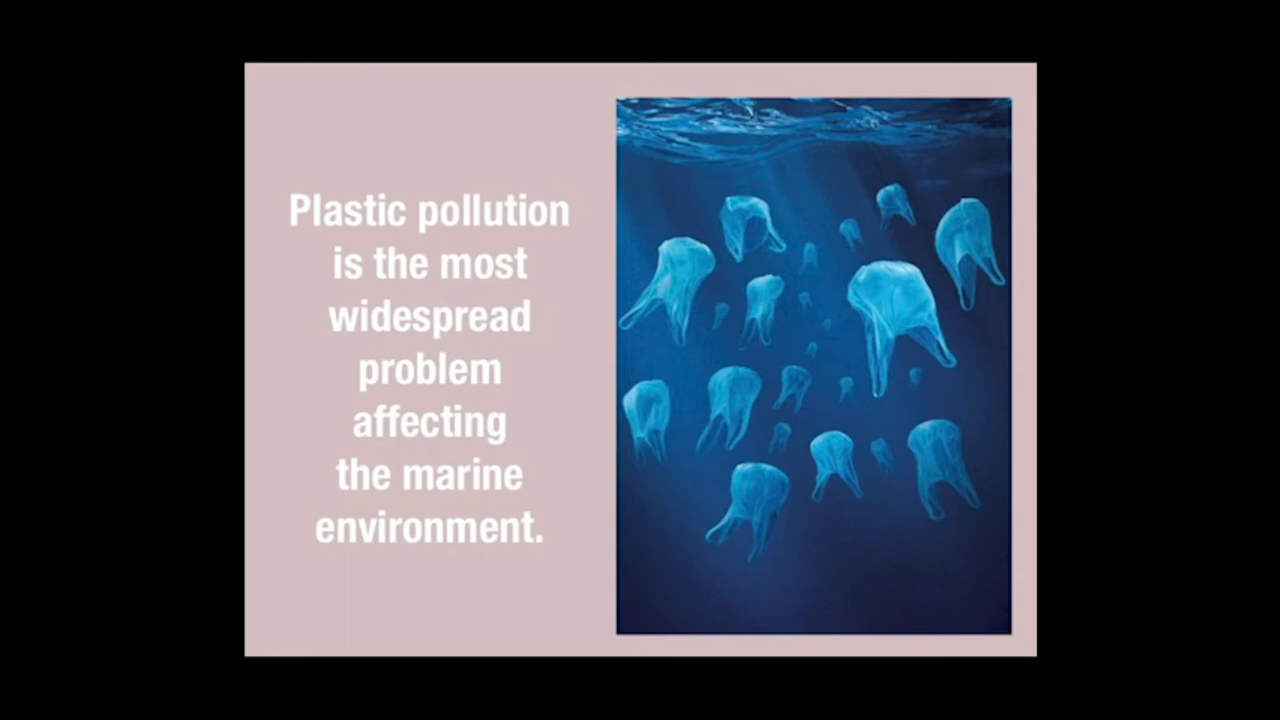 Plastic pollution
is the most
widespread
problem
affecting
the marine
environment.